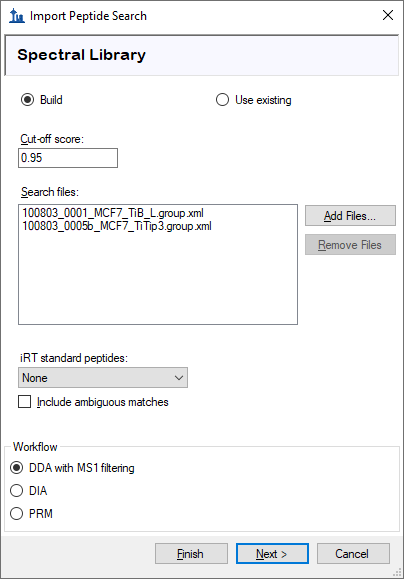 Import Peptide Search
Spectral Library
Build
Use existing
Cut-off score:
0.95
Search files:
100803_0001_MCF7_TiB_L.group.xml
100803_0005b_MCF7_TiTip3.group.xml
Add Files...
Remove Files
iRT standard peptides:
None
Include ambiguous matches
Workflow
DDA with MS1 filtering
DIA
PRM
Finish
Next >
Cancel